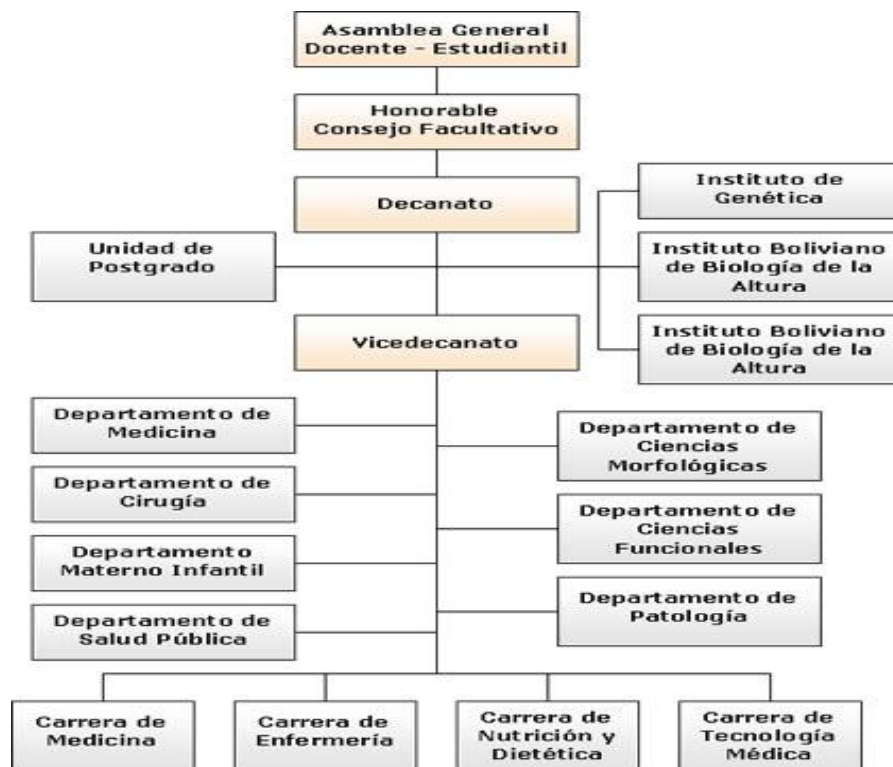 Asamblea General
Docente - Estudiantil
Honorable
Consejo Facultativo
Decanato
Instituto de
Genética
Unidad de
Postgrado
Instituto Boliviano
de Biología de la
Altura
Vicedecanato
Instituto Boliviano
de Biología de la
Altura
Departamento de
Medicina
Departamento de
Ciencias
Morfológicas
Departamento de
Cirugía
Departamento de
Ciencias
Funcionales
Departamento
Materno Infantil
Departamento de
Patología
Departamento de
Salud Pública
Carrera de
Medicina
Carrera de
Enfermería
Carrera de
Nutrición y
Dietética
Carrera de
Tecnología
Médica